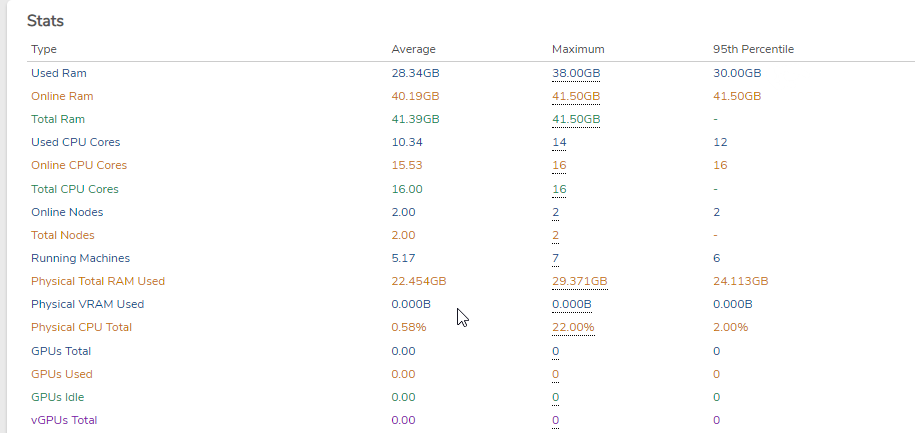 Stats
Type Average Maximum 95th Percentile
Used Ram 28.34GB 38.00GB 30.00GB
Online Ram 40.19GB 41.50GB 41.50GB
Total Ram 41.39GB 41.50GB -
Used CPU Cores 10.34 14 12
Online CPU Cores 15.53 16 16
Total CPU Cores 16.00 16 -
Online Nodes 2.00 2 2
Total Nodes 2.00 2 -
Running Machines 5.17 7 6
Physical Total RAM Used 22.454GB 29.371GB 24.113GB
Physical VRAM Used 0.000B 0.000B 0.000B
Physical CPU Total 0.58% 22.00% 2.00%
GPUs Total 0.00 0 0
GPUs Used 0.00 0 0
GPUs Idle 0.00 0 0
vGPUs Total 0.00 0 0